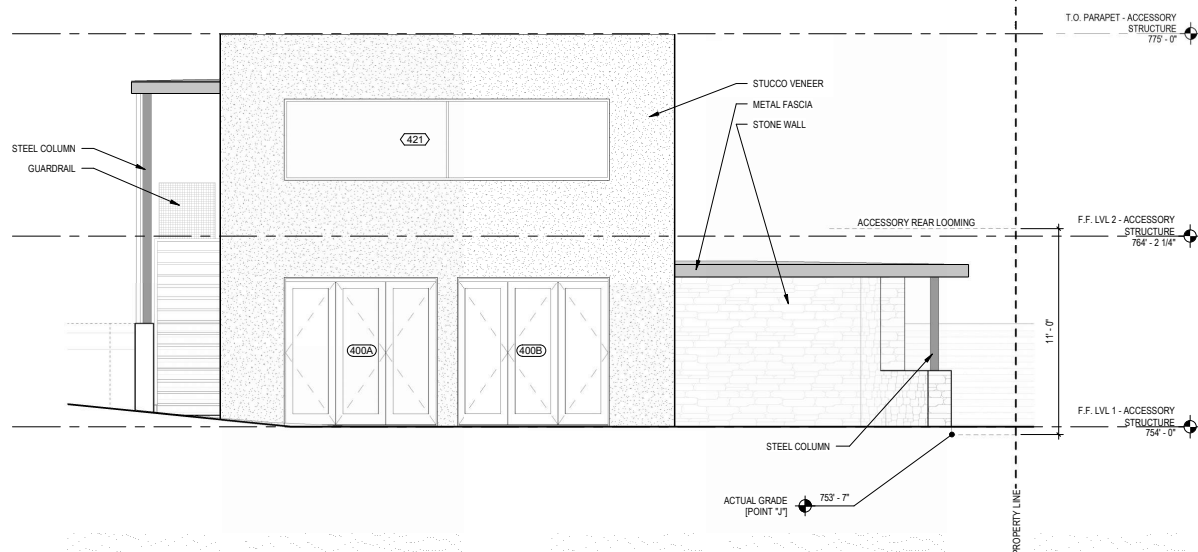 T.O. PARAPET - ACCESSORY
STRUCTURE
775' - 0"
STUCCO VENEER
METAL FASCIA
STONE WALL
421
STEEL COLUMN
GUARDRAIL
ACCESSORY REAR LOOMING
F.F. LVL 2 - ACCESSORY
STRUCTURE
764' - 2 1/4"
400A
400B
11' - 0"
F.F. LVL 1 - ACCESSORY
STRUCTURE
754' - 0"
STEEL COLUMN
ACTUAL GRADE
[POINT "J"]
753' - 7"
PROPERTY LINE